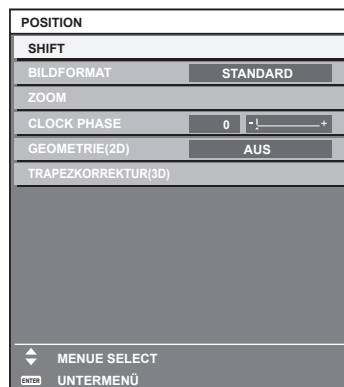 POSITION
SHIFT
BILDFORMAT STANDARD
ZOOM
CLOCK PHASE 0 - +
GEOMETRIE(2D) AUS
TRAPEZKORREKTUR(3D)
MENUE SELECT
ENTER UNTERMENÜ